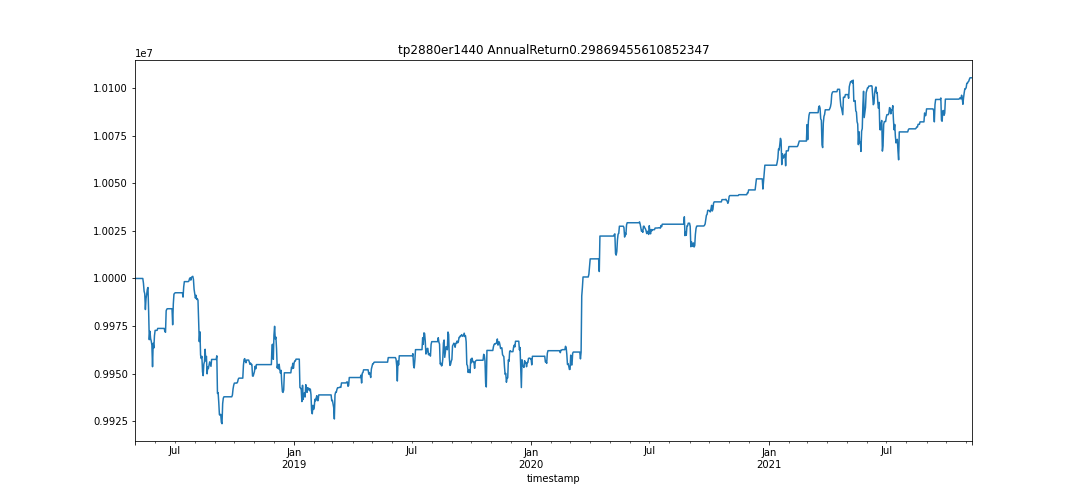 tp2880er1440 AnnualReturn0.29869455610852347
1e7
1.0100
1.0075
1.0050
1.0025
1.0000
0.9975
0.9950
0.9925
Jul Jan Jul Jan Jul Jan Jul
2019 2020 2021
timestamp